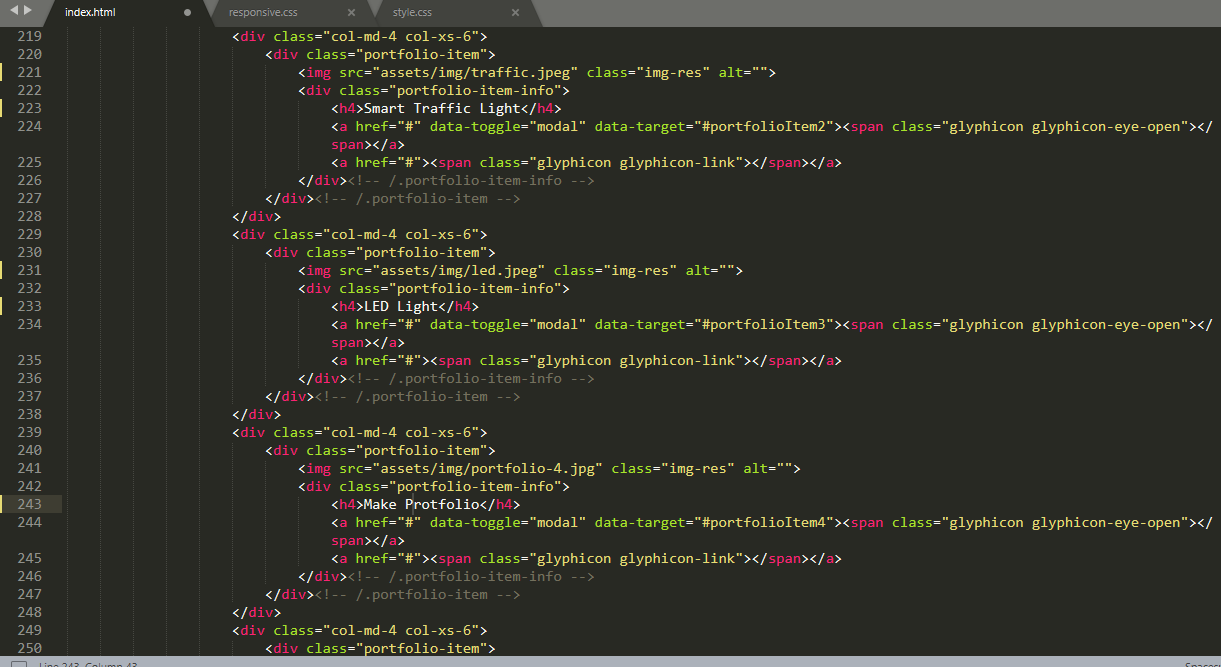 index.html
responsive.css
style.css
219 <div class="col-md-4 col-xs-6">
220 <div class="portfolio-item">
221 <img src="assets/img/traffic.jpeg" class="img-res" alt="">
222 <div class="portfolio-item-info">
223 <h4>Smart Traffic Light</h4>
224 <a href="#" data-toggle="modal" data-target="#portfolioItem2"><span class="glyphicon glyphicon-eye-open"></
span></a>
225 <a href="#"><span class="glyphicon glyphicon-link"></span></a>
226 </div><!-- /.portfolio-item-info -->
227 </div><!-- /.portfolio-item -->
228 </div>
229 <div class="col-md-4 col-xs-6">
230 <div class="portfolio-item">
231 <img src="assets/img/led.jpeg" class="img-res" alt="">
232 <div class="portfolio-item-info">
233 <h4>LED Light</h4>
234 <a href="#" data-toggle="modal" data-target="#portfolioItem3"><span class="glyphicon glyphicon-eye-open"></
span></a>
235 <a href="#"><span class="glyphicon glyphicon-link"></span></a>
236 </div><!-- /.portfolio-item-info -->
237 </div><!-- /.portfolio-item -->
238 </div>
239 <div class="col-md-4 col-xs-6">
240 <div class="portfolio-item">
241 <img src="assets/img/portfolio-4.jpg" class="img-res" alt="">
242 <div class="portfolio-item-info">
243 <h4>Make Protfolio</h4>
244 <a href="#" data-toggle="modal" data-target="#portfolioItem4"><span class="glyphicon glyphicon-eye-open"></
span></a>
245 <a href="#"><span class="glyphicon glyphicon-link"></span></a>
246 </div><!-- /.portfolio-item-info -->
247 </div><!-- /.portfolio-item -->
248 </div>
249 <div class="col-md-4 col-xs-6">
250 <div class="portfolio-item">
Line 243, Column 43